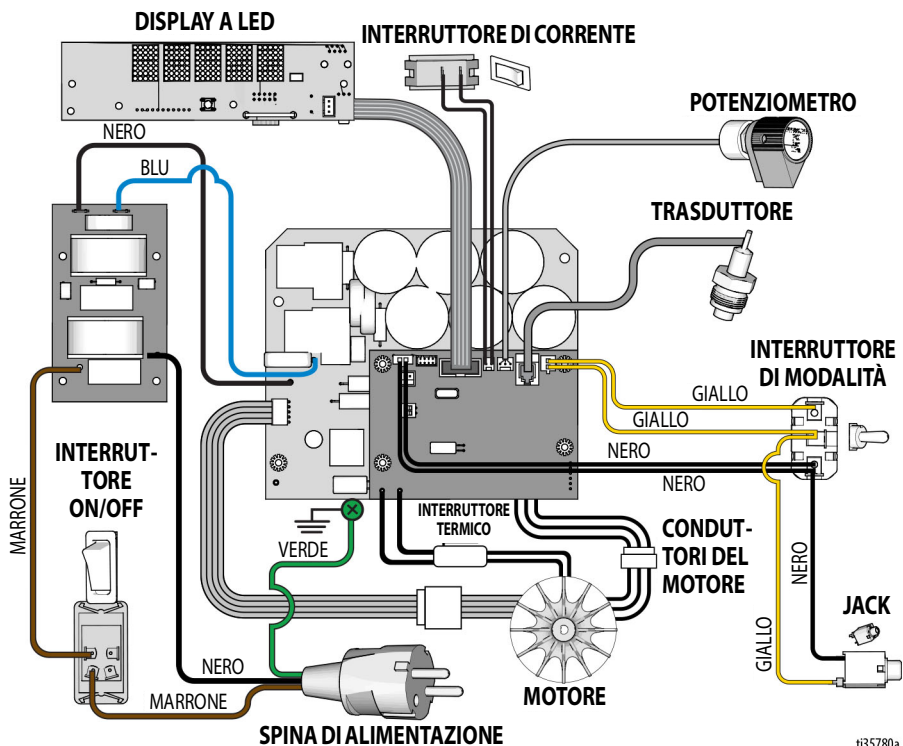 DISPLAY A LED
INTERRUTTORE DI CORRENTE
POTENZIOMETRO
NERO
BLU
TRASDUTTORE
INTERRUTTORE
DI MODALITÀ
GIALLO
GIALLO
NERO
NERO
INTERRUT-
TORE
ON/OFF
MARRONE
INTERRUTTORE
TERMICO
VERDE
CONDUT-
TORI DEL
MOTORE
NERO
JACK
GIALLO
NERO
MARRONE
MOTORE
SPINA DI ALIMENTAZIONE
ti35780a